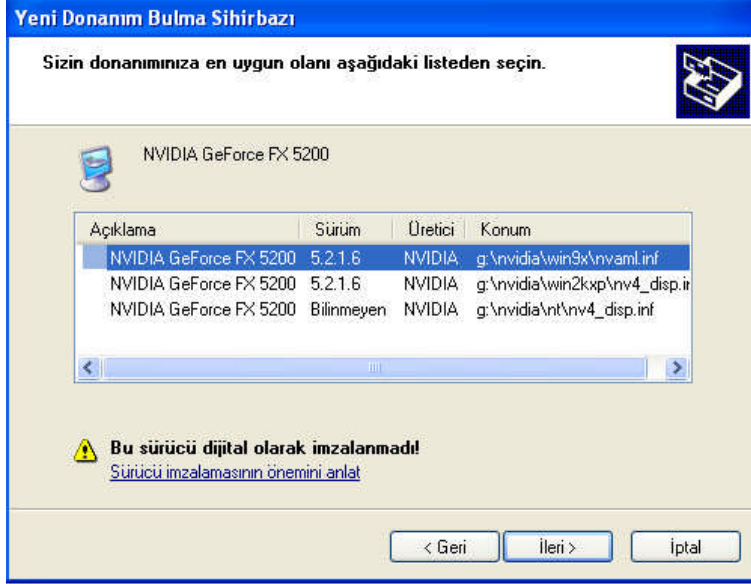 Yeni Donanım Bulma Sihirbazı
Sizin donanımınıza en uygun olanı aşağıdaki listeden seçin.
NVIDIA GeForce FX 5200
Açıklama Sürüm Üretici Konum
NVIDIA GeForce FX 5200 5.2.1.6 NVIDIA g:\nvidia\win9x\nvaml.inf
NVIDIA GeForce FX 5200 5.2.1.6 NVIDIA g:\nvidia\win2kxp\nv4_disp.ir
NVIDIA GeForce FX 5200 Bilinmeyen NVIDIA g:\nvidia\nt\nv4_disp.inf
Bu sürücü dijital olarak imzalanmadı!
Sürücü imzalamasının önemini anlat
< Geri İleri > İptal